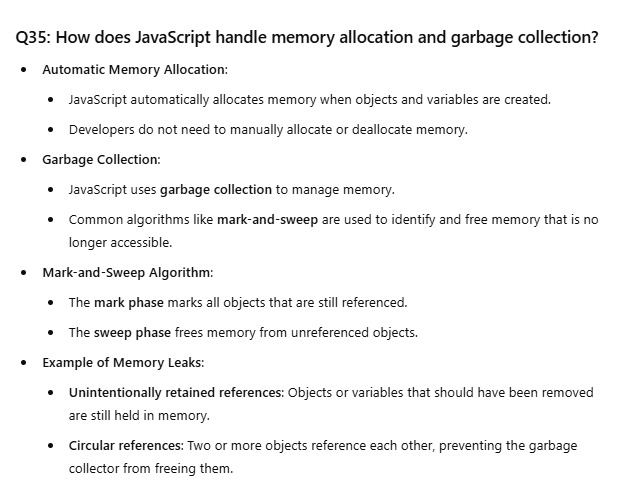 Q35: How does JavaScript handle memory allocation and garbage collection?
• Automatic Memory Allocation:
• JavaScript automatically allocates memory when objects and variables are created.
• Developers do not need to manually allocate or deallocate memory.
• Garbage Collection:
• JavaScript uses garbage collection to manage memory.
• Common algorithms like mark-and-sweep are used to identify and free memory that is no
longer accessible.
• Mark-and-Sweep Algorithm:
• The mark phase marks all objects that are still referenced.
• The sweep phase frees memory from unreferenced objects.
• Example of Memory Leaks:
• Unintentionally retained references: Objects or variables that should have been removed
are still held in memory.
• Circular references: Two or more objects reference each other, preventing the garbage
collector from freeing them.